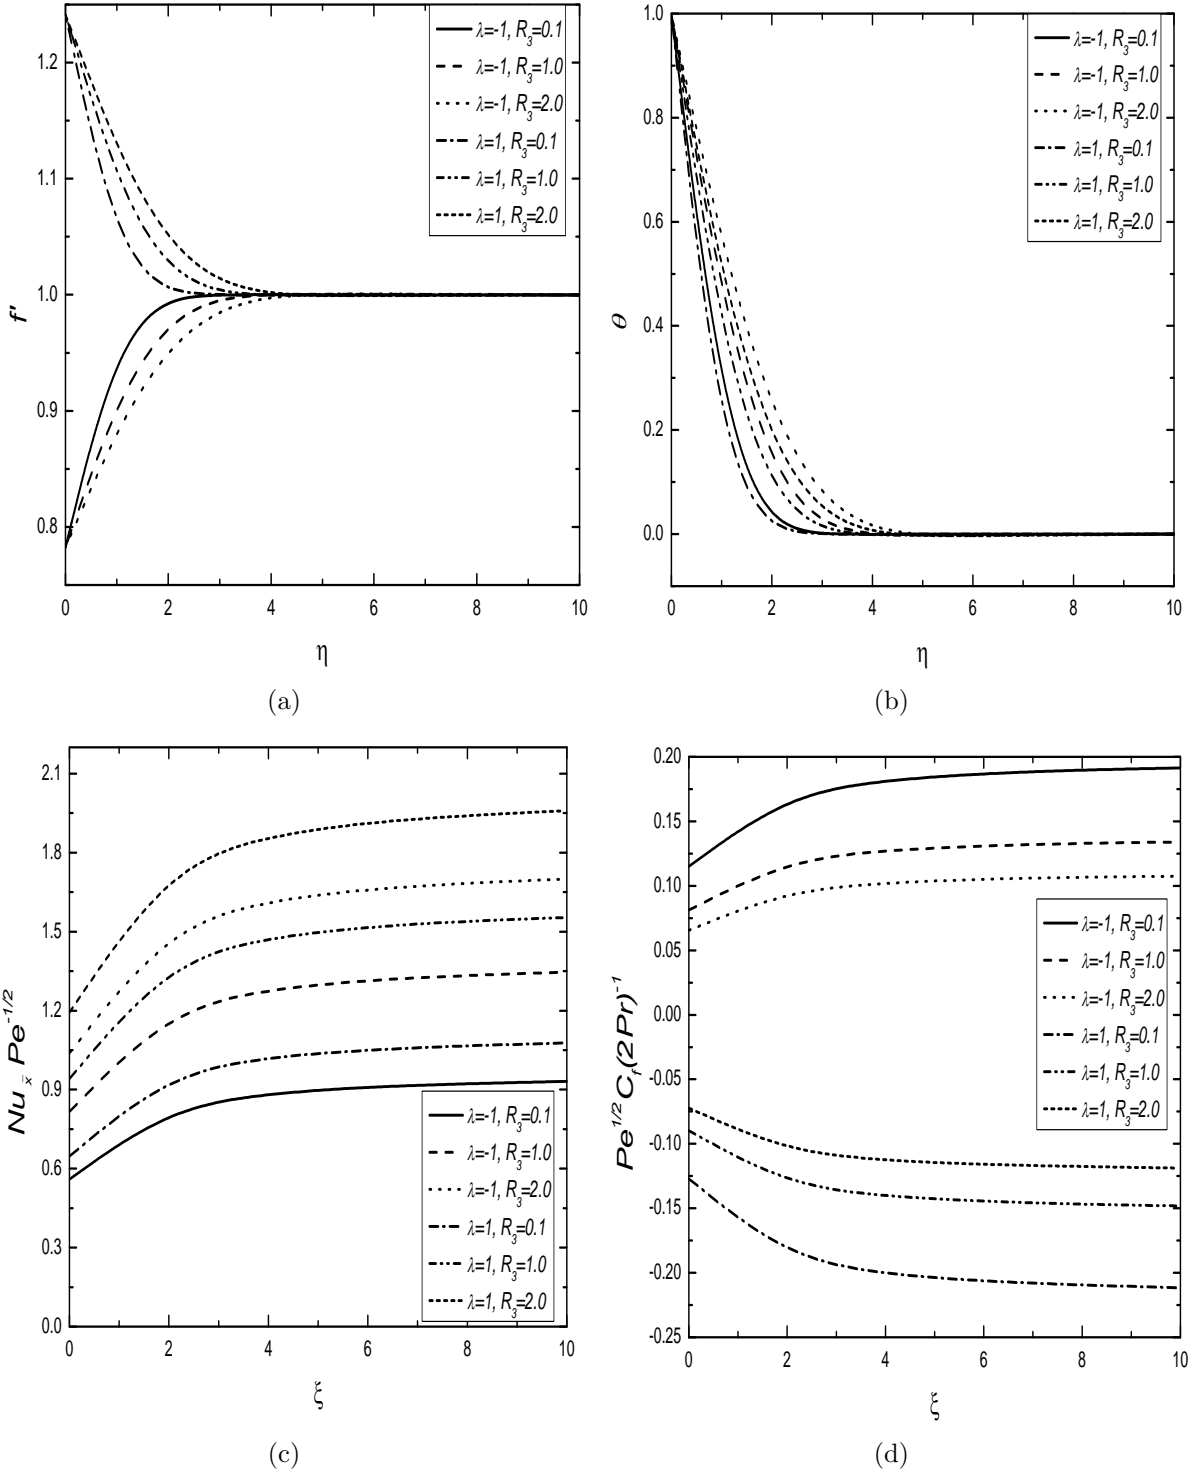 λ=-1, R3=0.1
λ=-1, R3=1.0
λ=-1, R3=2.0
λ=1, R3=0.1
λ=1, R3=1.0
λ=1, R3=2.0
1.2
1.1
1.0
0.9
0.8
f'
0 2 4 6 8 10
η
(a)
λ=-1, R3=0.1
λ=-1, R3=1.0
λ=-1, R3=2.0
λ=1, R3=0.1
λ=1, R3=1.0
λ=1, R3=2.0
1.0
0.8
0.6
0.4
0.2
0.0
θ
0 2 4 6 8 10
η
(b)
2.1
1.8
1.5
1.2
0.9
0.6
0.3
0.0
Nu x̄ Pe -1/2
λ=-1, R3=0.1
λ=-1, R3=1.0
λ=-1, R3=2.0
λ=1, R3=0.1
λ=1, R3=1.0
λ=1, R3=2.0
0 2 4 6 8 10
ξ
(c)
0.20
0.15
0.10
0.05
0.00
-0.05
-0.10
-0.15
-0.20
-0.25
Pe 1/2 Cf(2Pr) -1
λ=-1, R3=0.1
λ=-1, R3=1.0
λ=-1, R3=2.0
λ=1, R3=0.1
λ=1, R3=1.0
λ=1, R3=2.0
0 2 4 6 8 10
ξ
(d)